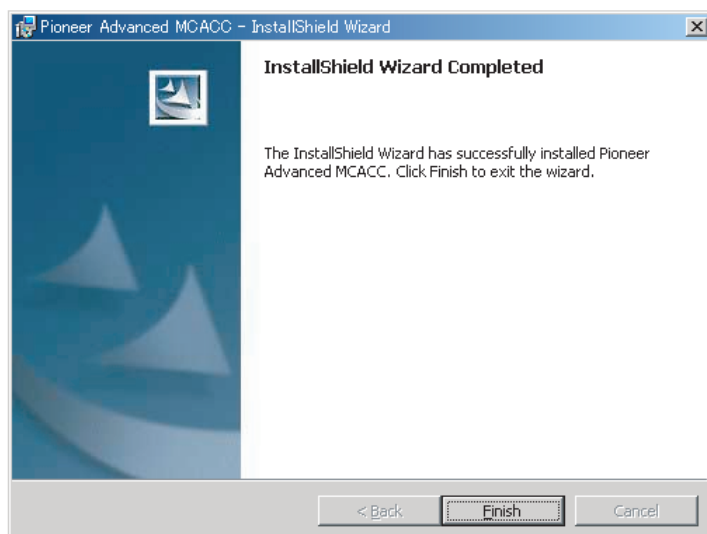 Pioneer Advanced MCACC - InstallShield Wizard
InstallShield Wizard Completed
The InstallShield Wizard has successfully installed Pioneer
Advanced MCACC. Click Finish to exit the wizard.
< Back
Finish
Cancel